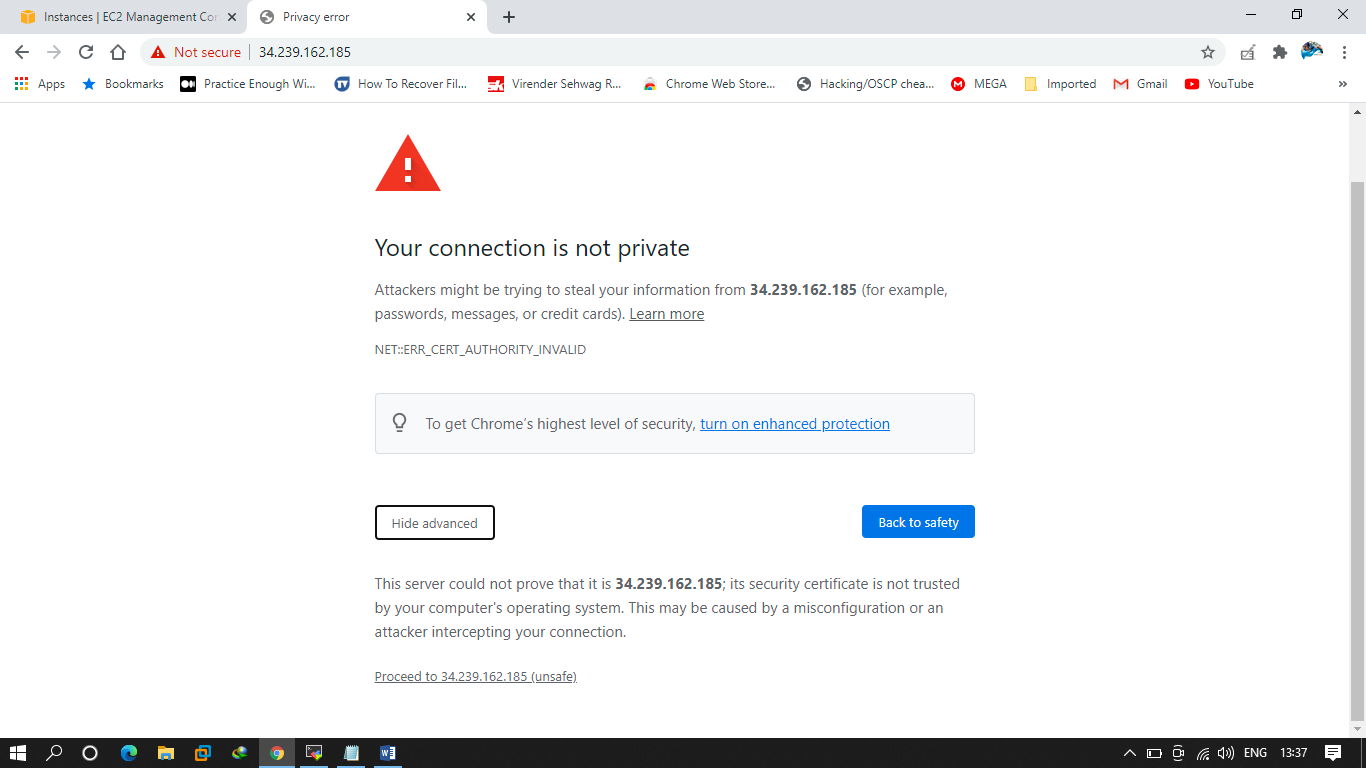 Instances | EC2 Management Con
Privacy error
Not secure
34.239.162.185
Apps
Bookmarks
Practice Enough Wi...
How To Recover Fil...
Virender Sehwag R...
Chrome Web Store...
Hacking/OSCP chea...
MEGA
Imported
Gmail
YouTube
»
Your connection is not private
Attackers might be trying to steal your information from 34.239.162.185 (for example,
passwords, messages, or credit cards). Learn more
NET::ERR_CERT_AUTHORITY_INVALID
To get Chrome's highest level of security, turn on enhanced protection
Hide advanced
Back to safety
This server could not prove that it is 34.239.162.185; its security certificate is not trusted
by your computer's operating system. This may be caused by a misconfiguration or an
attacker intercepting your connection.
Proceed to 34.239.162.185 (unsafe)
ENG
13:37